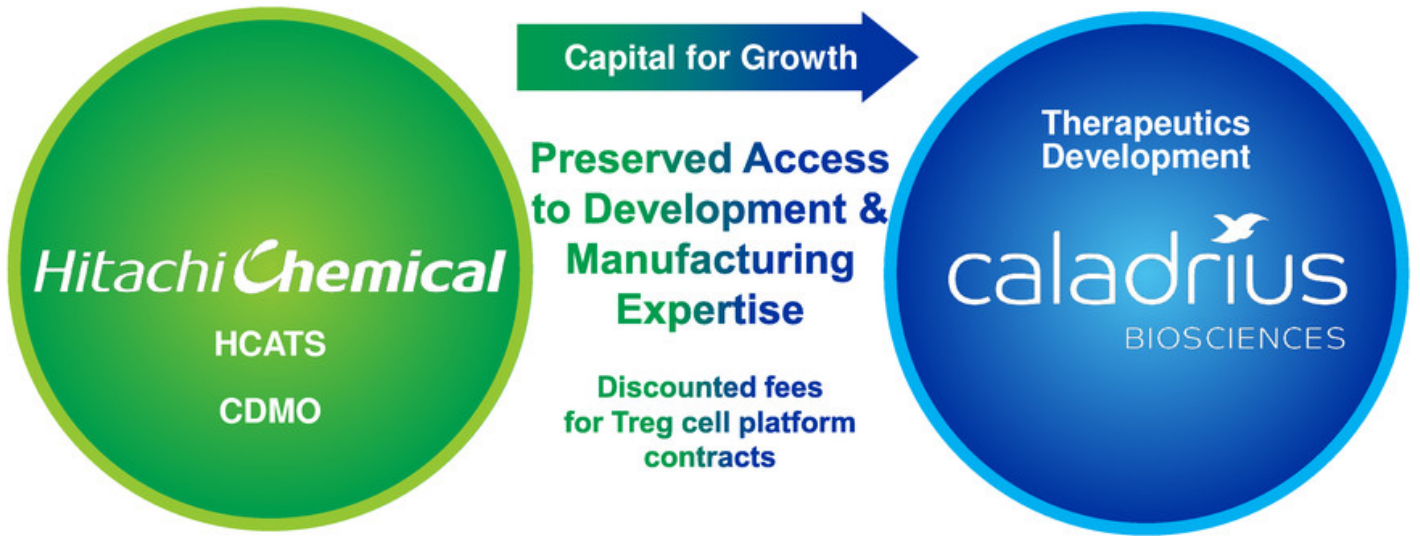 Hitachi Chemical
HCATS
CDMO
Capital for Growth
Preserved Access
to Development &
Manufacturing
Expertise
Discounted fees
for Treg cell platform
contracts
Therapeutics
Development
caladrius
BIOSCIENCES